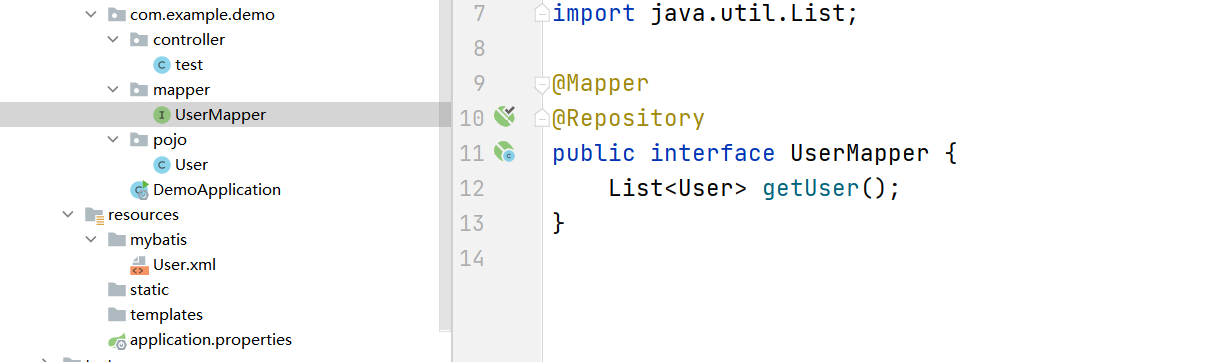 com.example.demo
controller
test
mapper
UserMapper
pojo
User
DemoApplication
resources
mybatis
User.xml
static
templates
application.properties
7 import java.util.List;
8
9 @Mapper
10 @Repository
11 public interface UserMapper {
12 List<User> getUser();
13 }
14